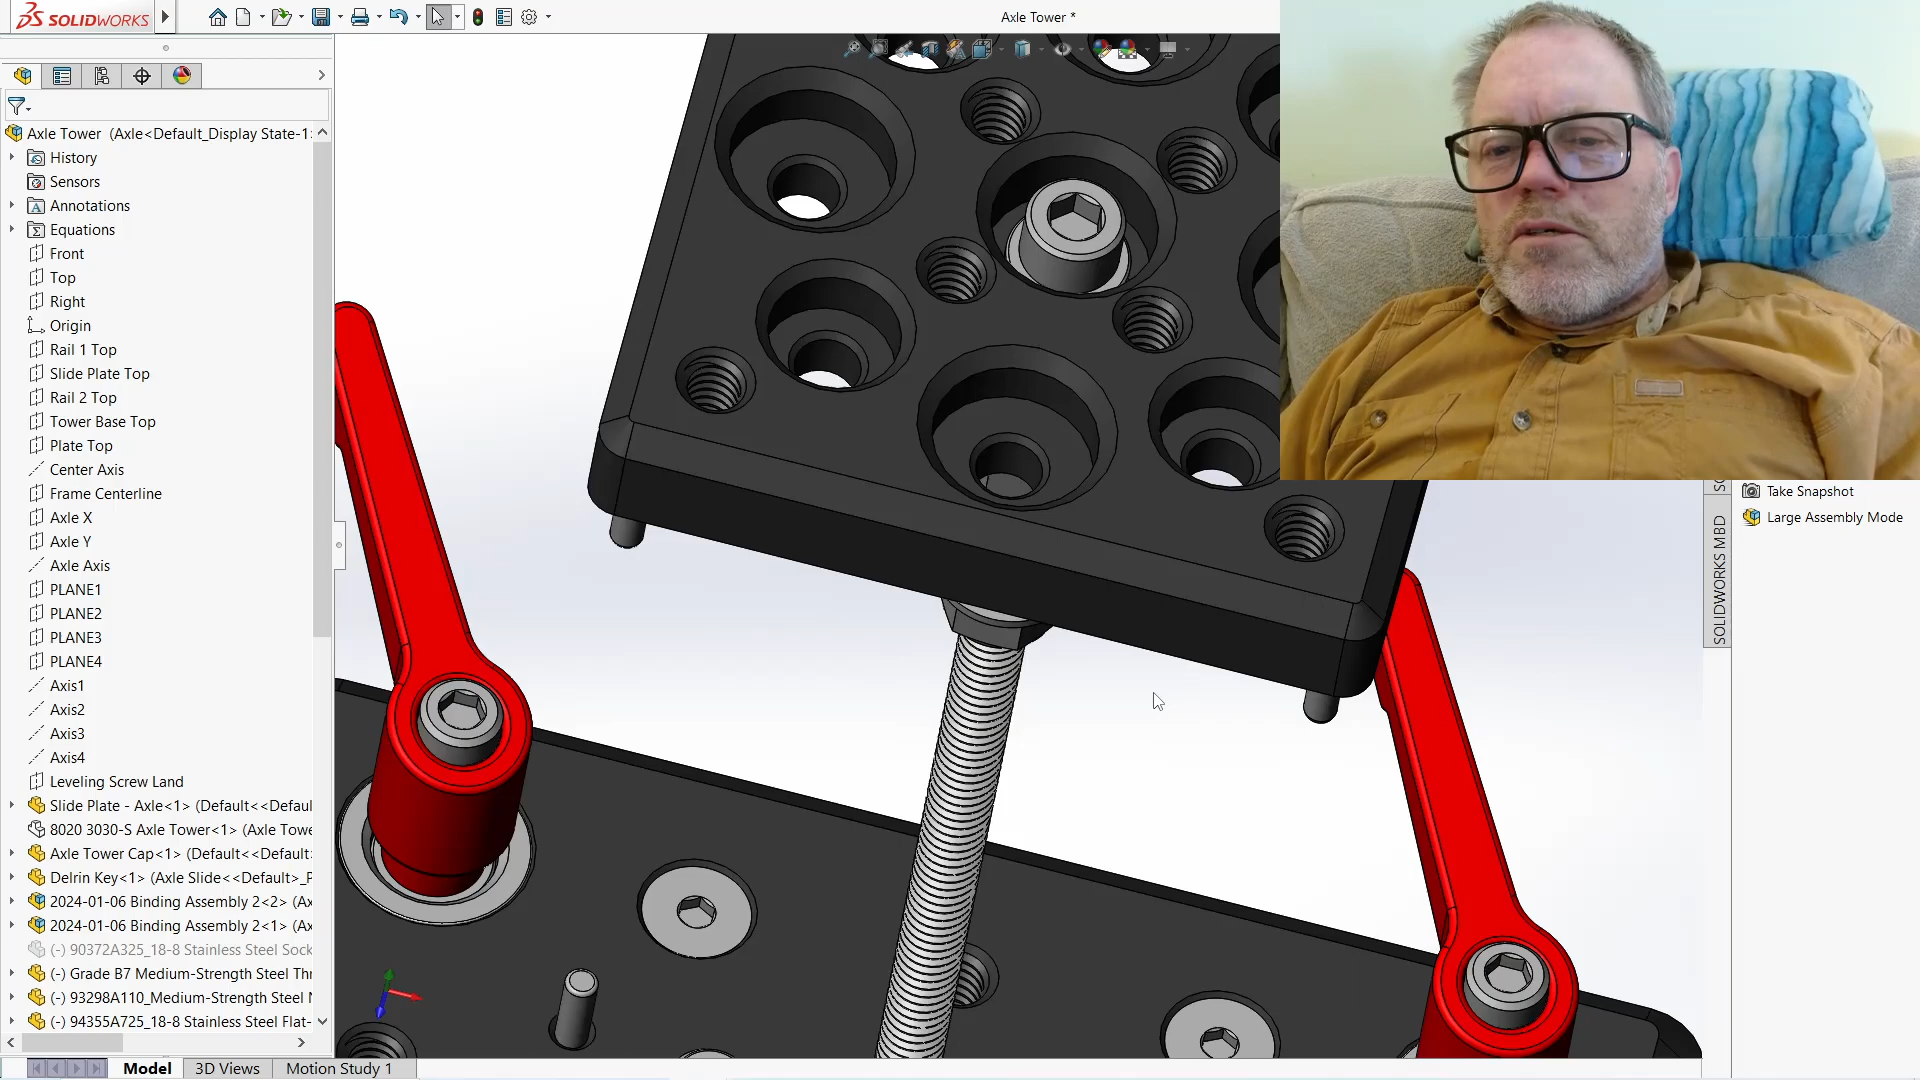 SOLIDWORKS
Axle Tower *
Axle Tower (Axle<Default_Display State-1
History
Sensors
Annotations
Equations
Front
Top
Right
Origin
Rail 1 Top
Slide Plate Top
Rail 2 Top
Tower Base Top
Plate Top
Center Axis
Frame Centerline
Axle X
Axle Y
Axle Axis
PLANE1
PLANE2
PLANE3
PLANE4
Axis1
Axis2
Axis3
Axis4
Leveling Screw Land
Slide Plate - Axle<1> (Default<<Defaul
8020 3030-S Axle Tower<1> (Axle Towe
Axle Tower Cap<1> (Default<<Default
Delrin Key<1> (Axle Slide<<Default>_P
2024-01-06 Binding Assembly 2<2> (Ax
2024-01-06 Binding Assembly 2<1> (Ax
(-) 90372A325_18-8 Stainless Steel Sock
(-) Grade B7 Medium-Strength Steel Thr
(-) 93298A110_Medium-Strength Steel
(-) 94355A725_18-8 Stainless Steel Flat-
Model
3D Views
Motion Study 1
SOLIDWORKS MBD
Take Snapshot
Large Assembly Mode